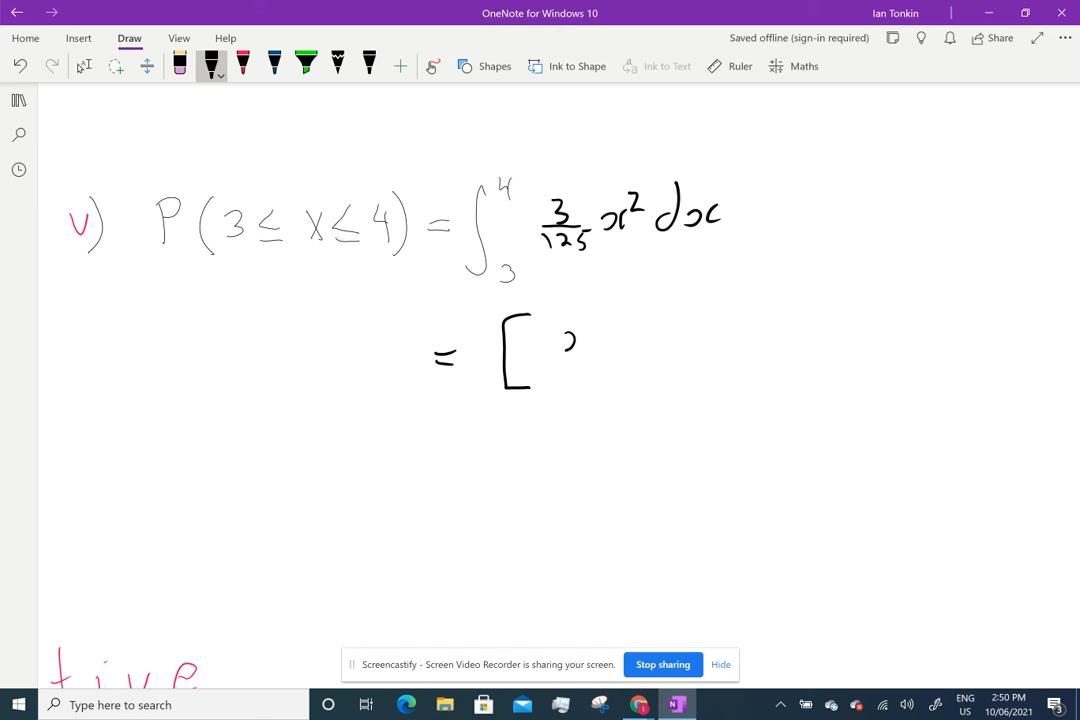 OneNote for Windows 10
Ian Tonkin
Home Insert Draw View Help
Saved offline (sign-in required)
Share
Shapes Ink to Shape Ink to Text Ruler Maths
v) P(3 ≤ X ≤ 4) = ∫₃⁴ 3/125 x² dx
= [
tive
Screencastify - Screen Video Recorder is sharing your screen. Stop sharing Hide
Type here to search
ENG
US
2:50 PM
10/06/2021
3